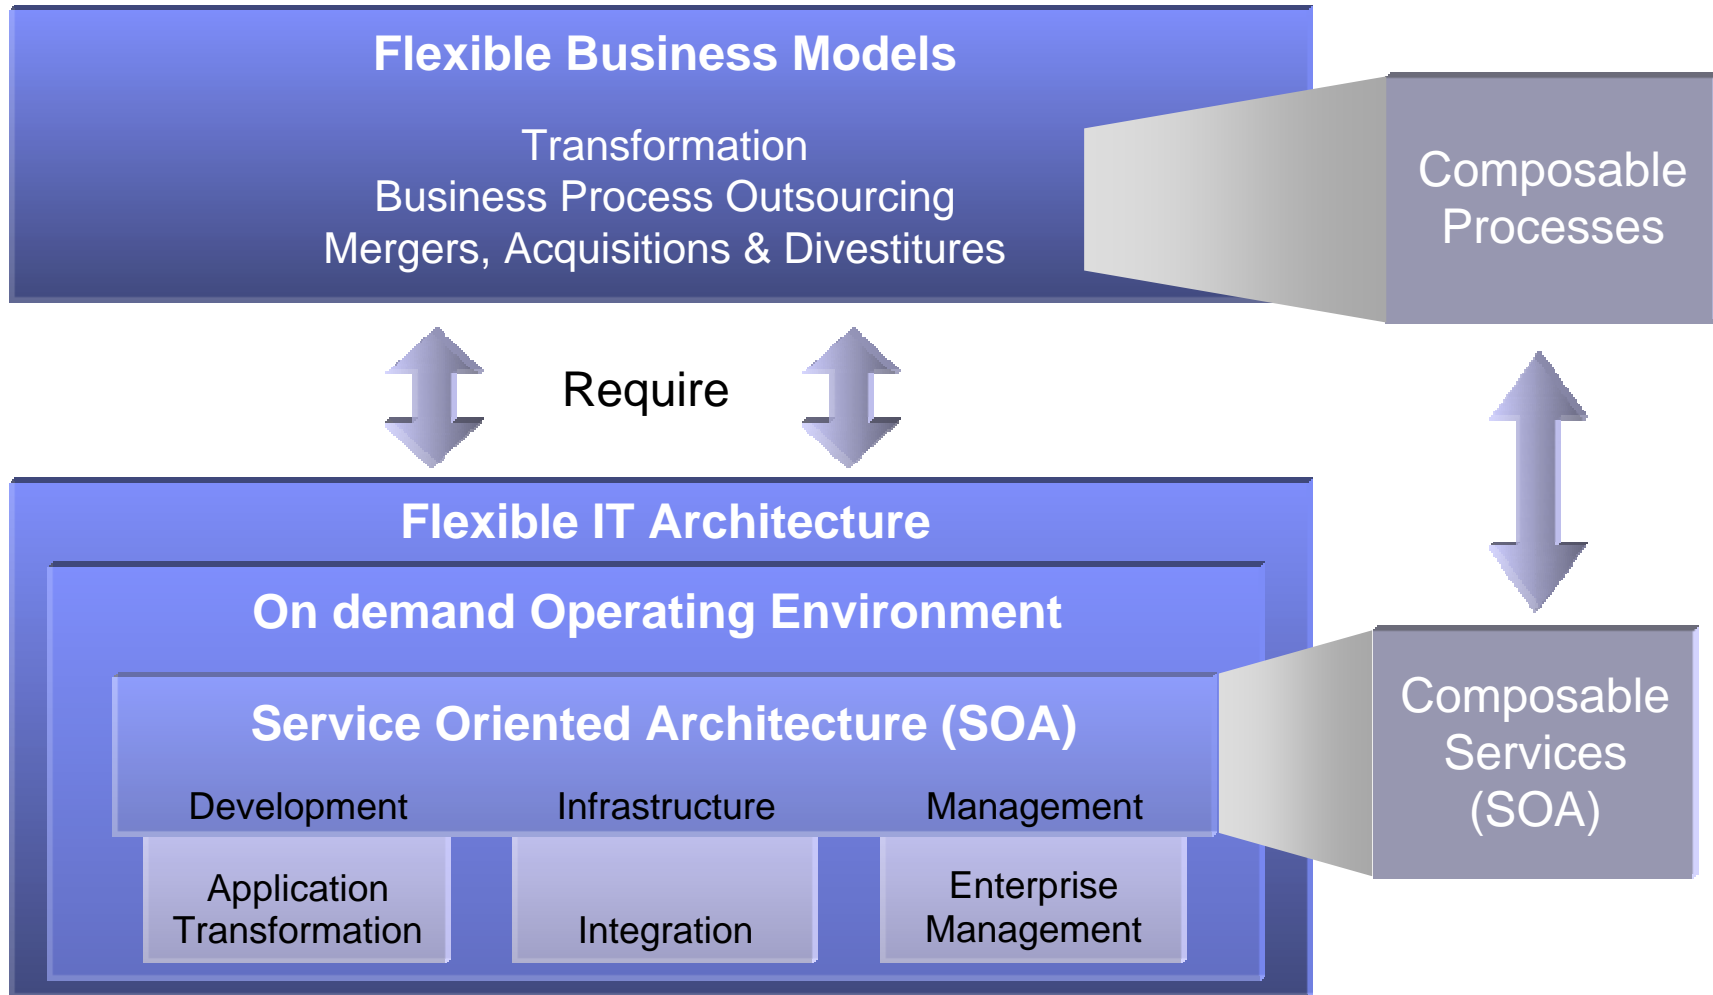 Flexible Business Models
Transformation
Business Process Outsourcing
Mergers, Acquisitions & Divestitures
Composable
Processes
Require
Flexible IT Architecture
On demand Operating Environment
Service Oriented Architecture (SOA)
Development
Infrastructure
Management
Application
Transformation
Integration
Enterprise
Management
Composable
Services
(SOA)